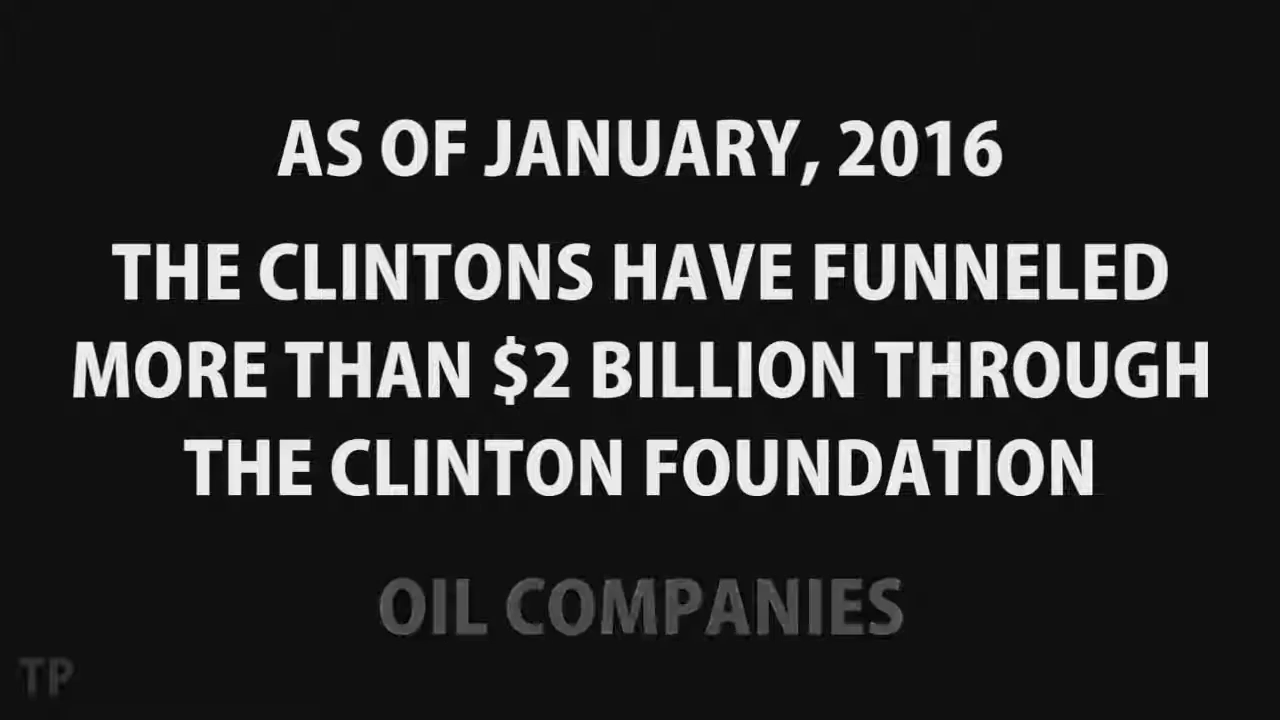 AS OF JANUARY, 2016
THE CLINTONS HAVE FUNNELED
MORE THAN $2 BILLION THROUGH
THE CLINTON FOUNDATION
OIL COMPANIES
TP